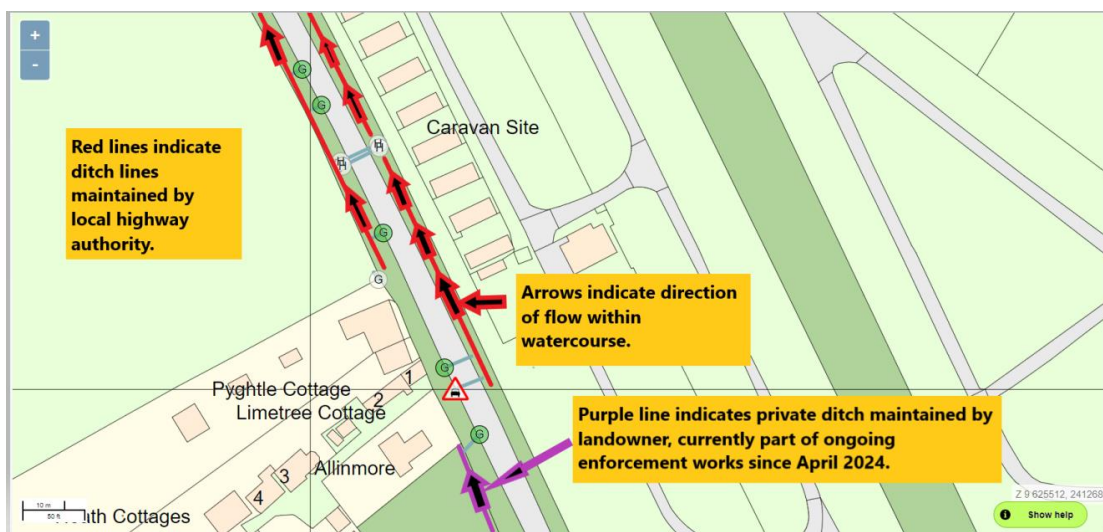 +
-
G
G
Caravan Site
Red lines indicate
ditch lines
maintained by
local highway
authority.
G
G
Arrows indicate direction
of flow within
watercourse.
G
1
Pyghtle Cottage
2
Limetree Cottage
Purple line indicates private ditch maintained by
landowner, currently part of ongoing
enforcement works since April 2024.
G
Allinmore
3
4
Cottages
10 m
50 ft
Z 9 625512, 241268
Show help